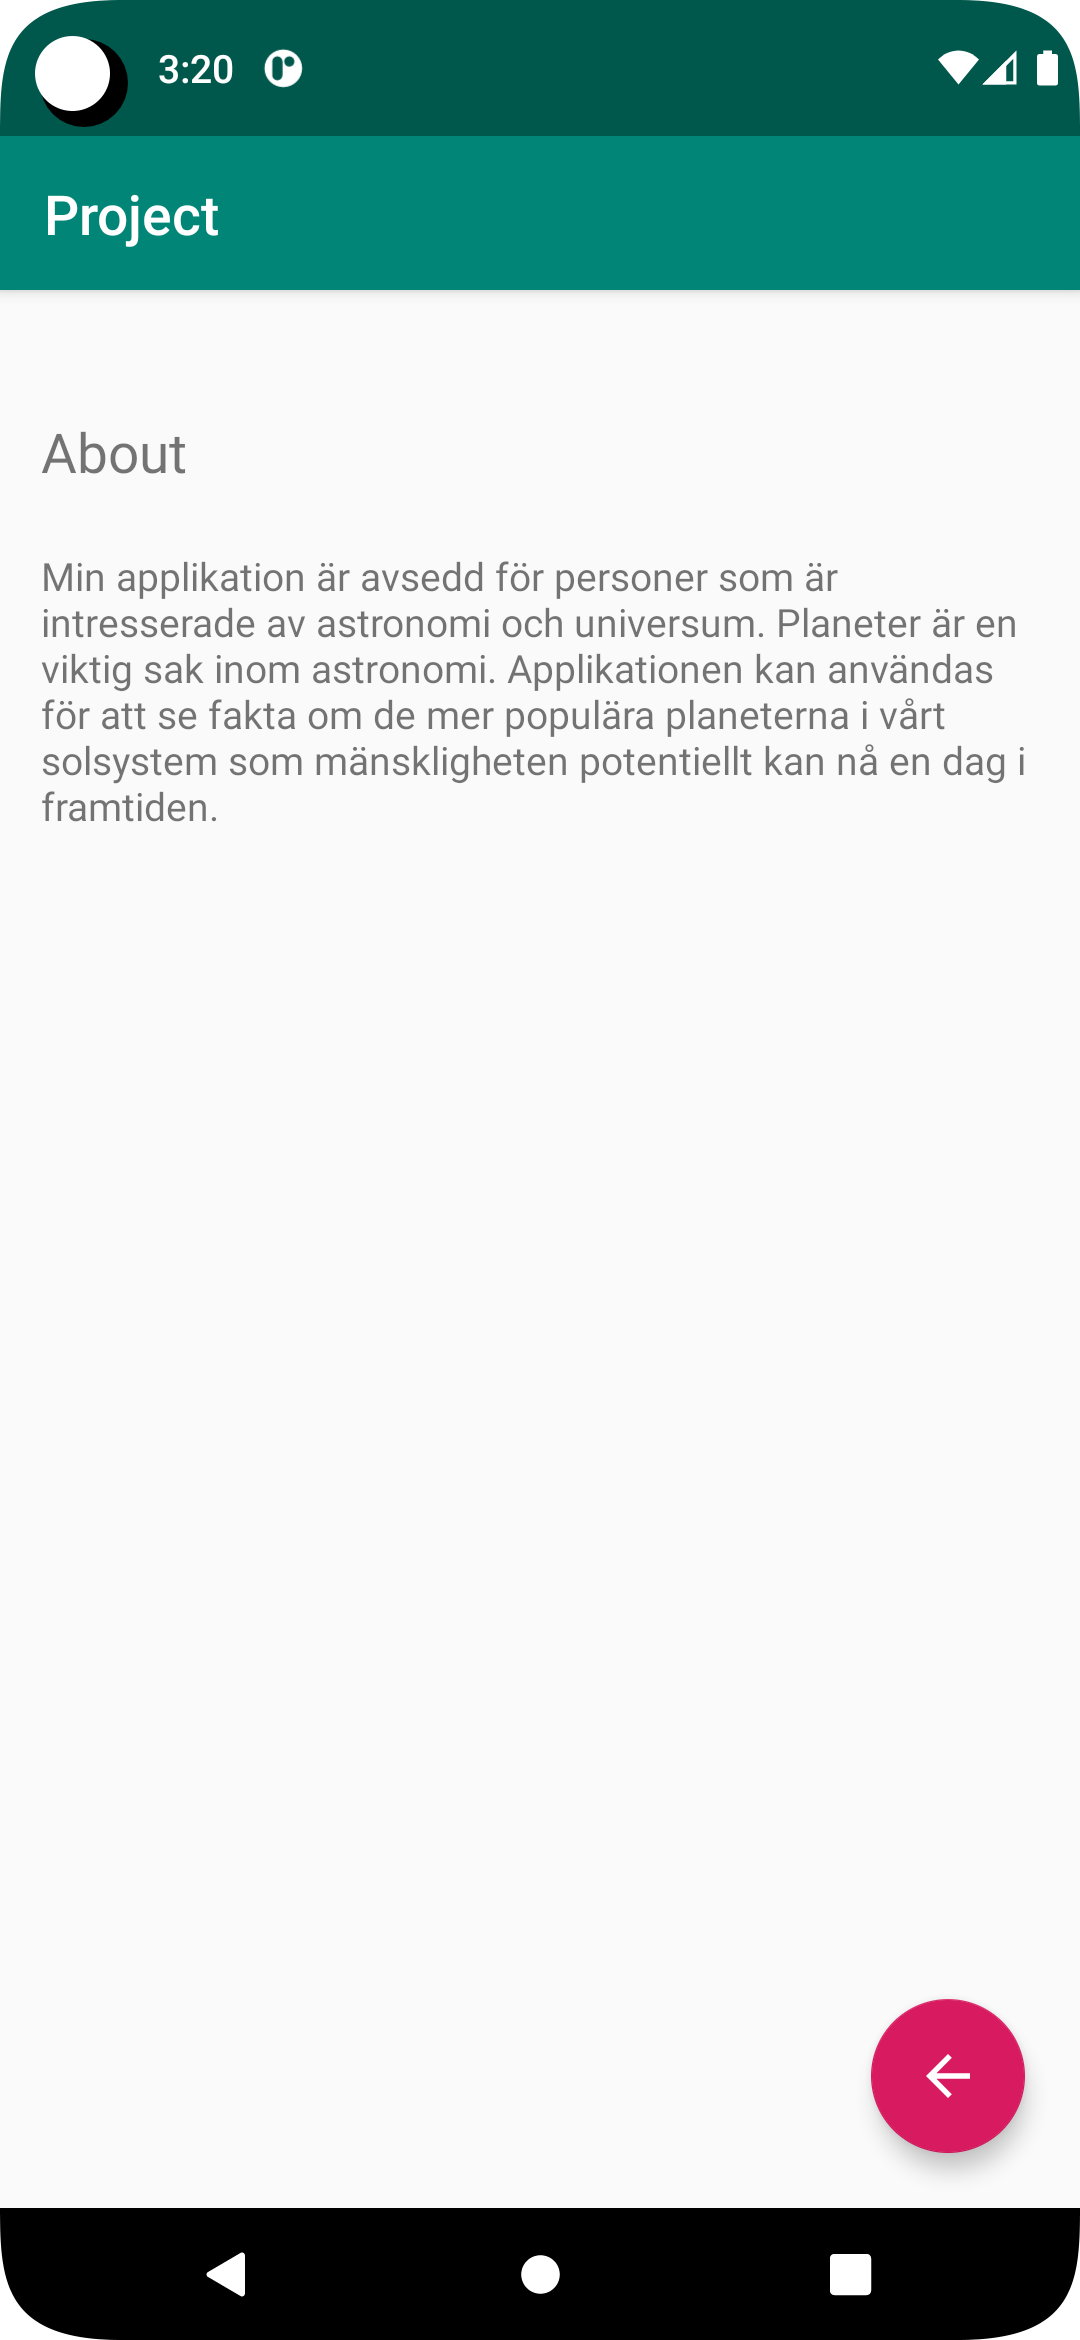 3:20
Project
About
Min applikation är avsedd för personer som är
intresserade av astronomi och universum. Planeter är en
viktig sak inom astronomi. Applikationen kan användas
för att se fakta om de mer populära planeterna i vårt
solsystem som mänskligheten potentiellt kan nå en dag i
framtiden.